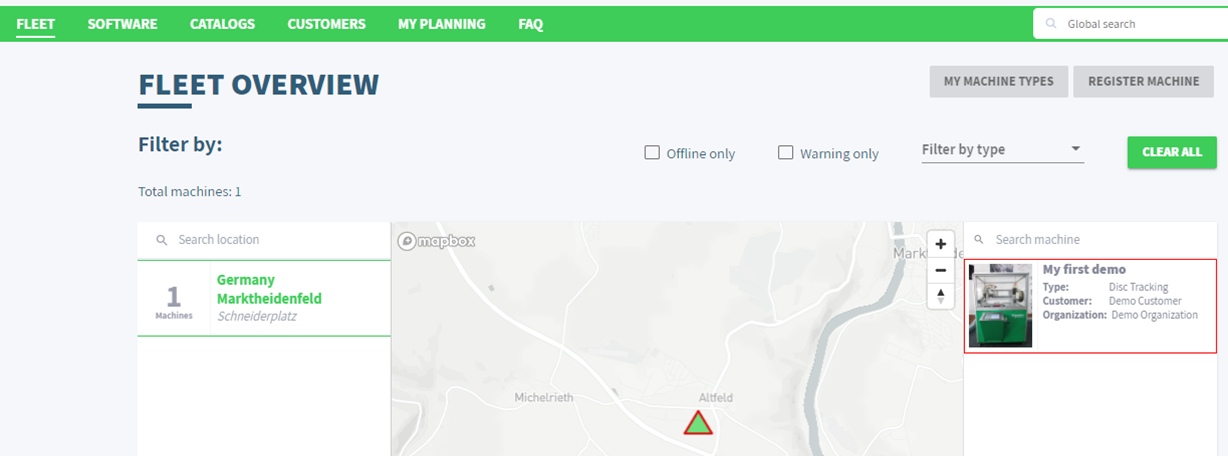 FLEET SOFTWARE CATALOGS CUSTOMERS MY PLANNING FAQ Global search
FLEET OVERVIEW MY MACHINE TYPES REGISTER MACHINE
Filter by:
Offline only Warning only Filter by type CLEAR ALL
Total machines: 1
Search location
1
Machines
Germany
Marktheidenfeld
Schneiderplatz
mapbox
Michelrieth
Altfeld
Search machine
My first demo
Type: Disc Tracking
Customer: Demo Customer
Organization: Demo Organization